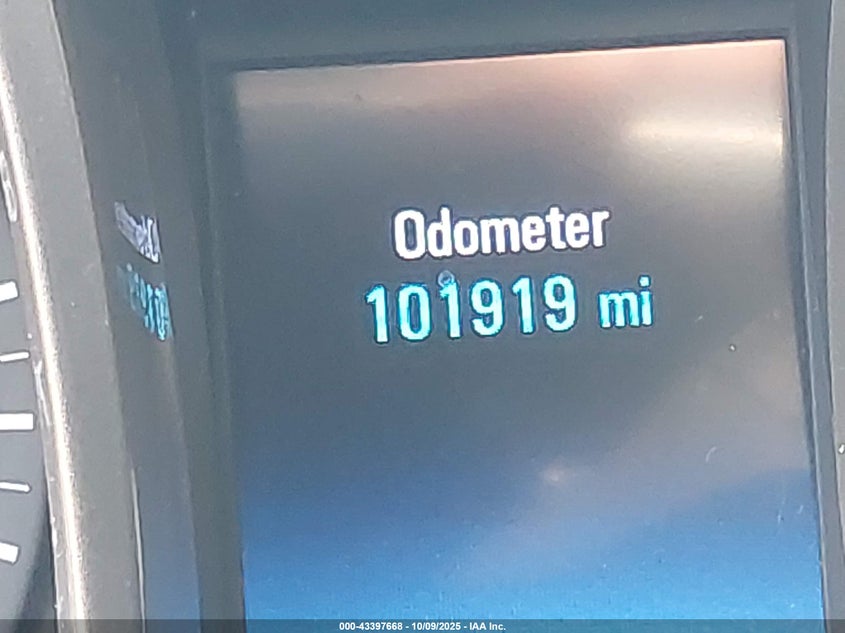 Odometer
101919 mi
000-43397668 - 10/09/2025 - IAA Inc.